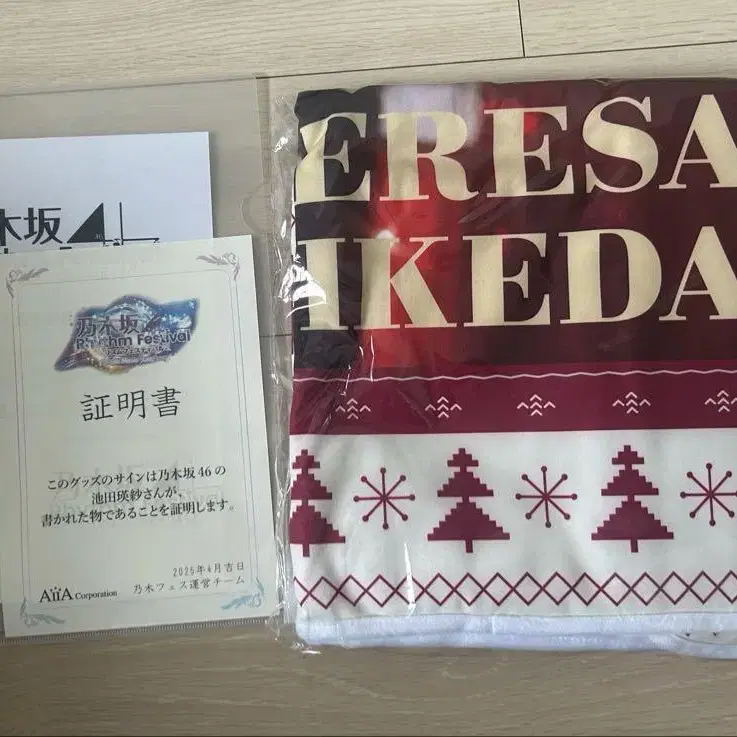 木坂
乃木坂46
Rhythm Festival
証明書
このグッズのサインは乃木坂46の
池田瑛紗さんが、
書かれた物であることを証明します。
2025年4月吉日
AiiA Corporation
乃木フェス運営チーム
ERESA
IKEDA